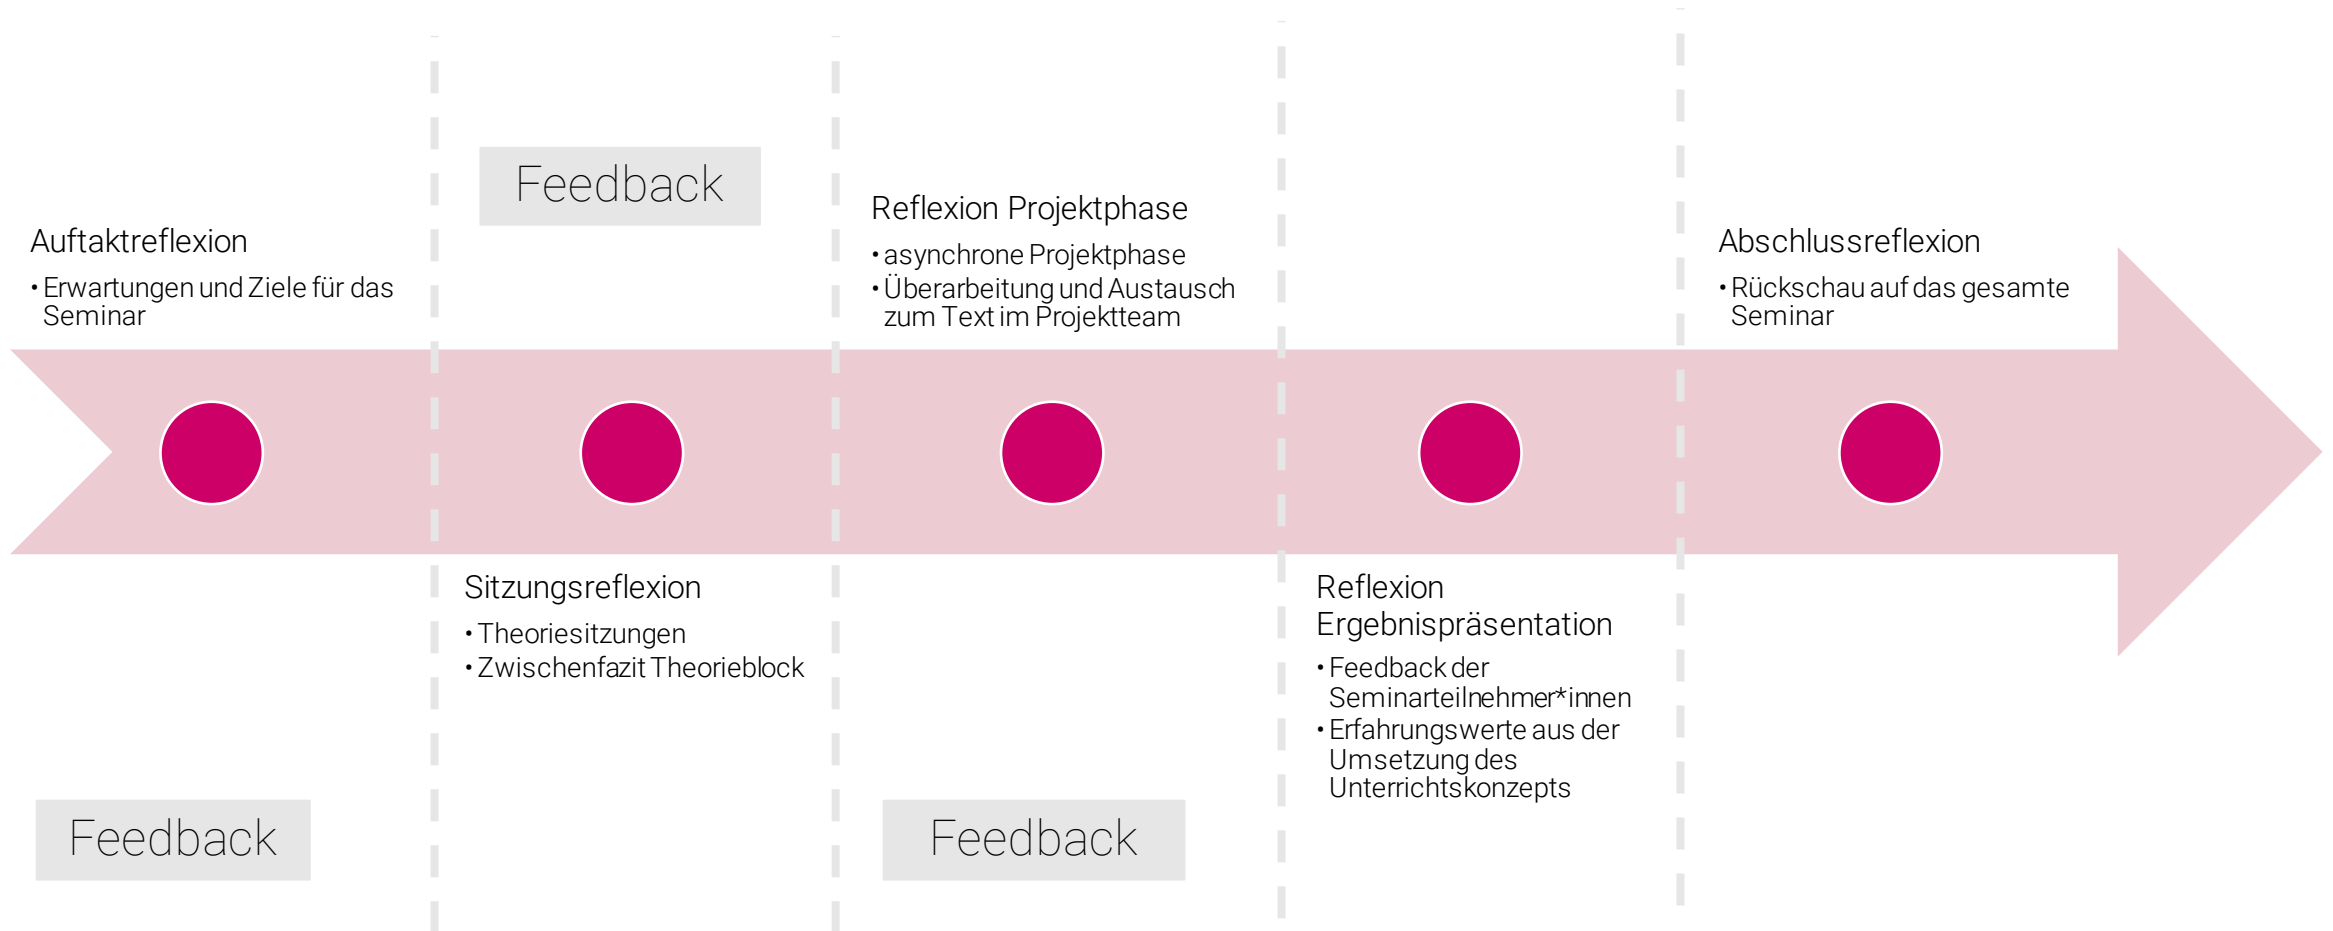 Auftaktreflexion
• Erwartungen und Ziele für das
Seminar
Feedback
Feedback
Sitzungsreflexion
• Theoriesitzungen
• Zwischenfazit Theorieblock
Reflexion Projektphase
• asynchrone Projektphase
• Überarbeitung und Austausch
zum Text im Projektteam
Feedback
Reflexion
Ergebnispräsentation
• Feedback der
Seminarteilnehmer*innen
• Erfahrungswerte aus der
Umsetzung des
Unterrichtskonzepts
Abschlussreflexion
• Rückschau auf das gesamte
Seminar